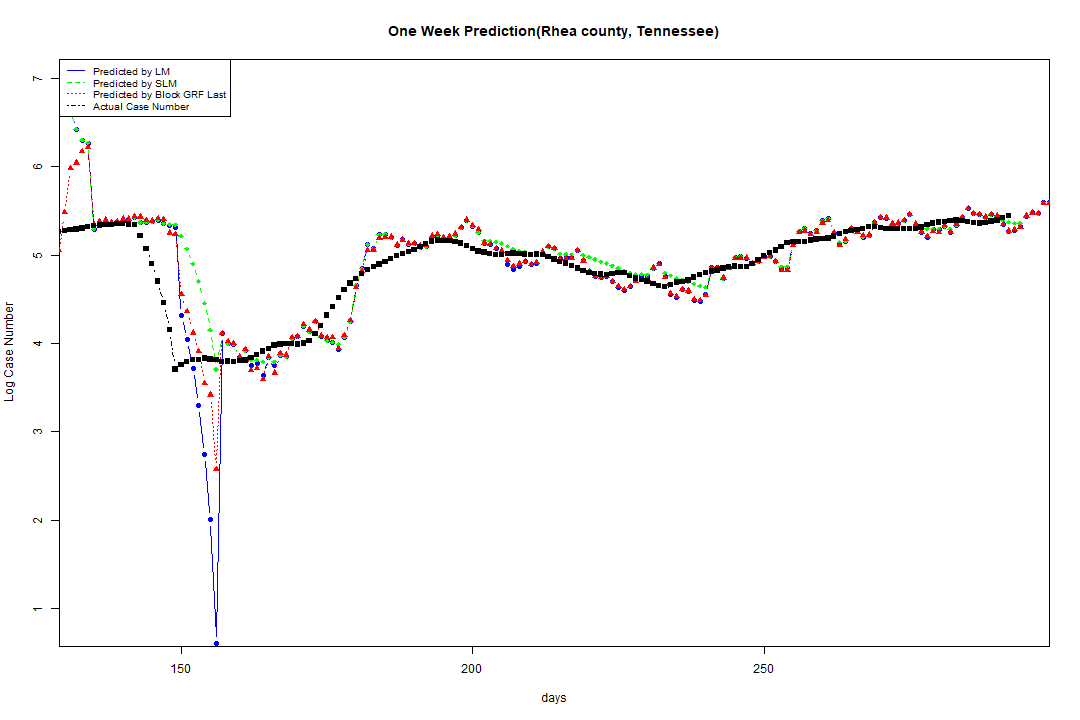 One Week Prediction(Rhea county, Tennessee)
Predicted by LM
Predicted by SLM
Predicted by Block GRF Last
Actual Case Number
7
6
5
4
3
2
1
Log Case Number
150
200
250
days